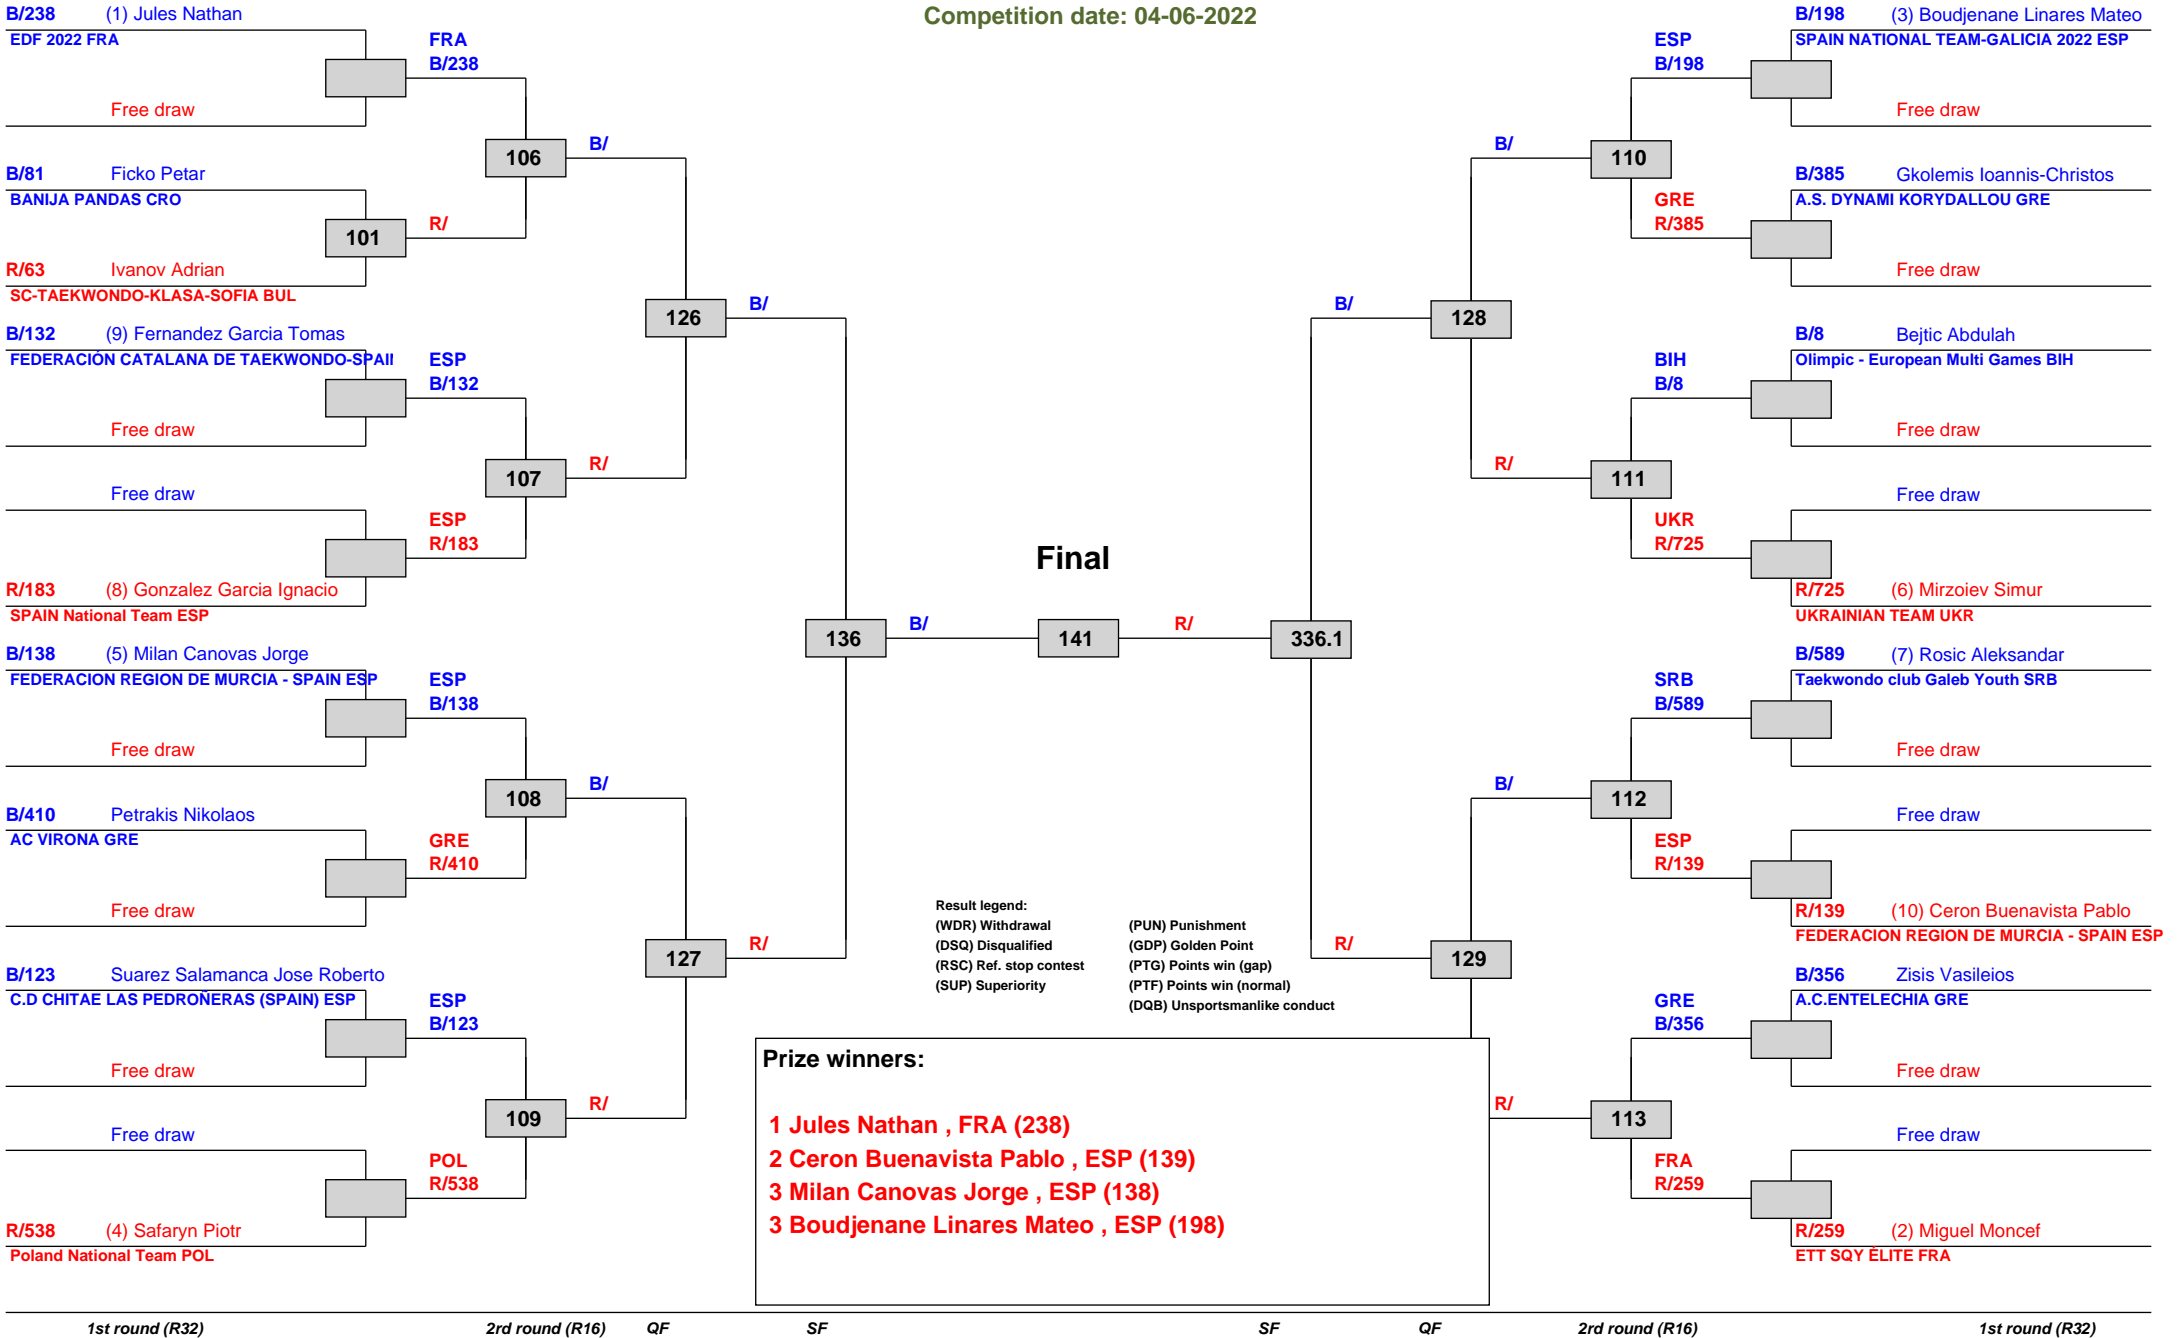 Competition date: 04-06-2022
B/238 (1) Jules Nathan
EDF 2022 FRA
FRA
B/238
Free draw
106
B/
B/81 Ficko Petar
BANIJA PANDAS CRO
101
R/
R/63 Ivanov Adrian
SC-TAEKWONDO-KLASA-SOFIA BUL
126
B/
B/132 (9) Fernandez Garcia Tomas
FEDERACIÓN CATALANA DE TAEKWONDO-SPAI
ESP
B/132
Free draw
107
R/
Free draw
ESP
R/183
R/183 (8) Gonzalez Garcia Ignacio
SPAIN National Team ESP
136
B/
B/138 (5) Milan Canovas Jorge
FEDERACION REGION DE MURCIA - SPAIN ESP
ESP
B/138
Free draw
108
B/
B/410 Petrakis Nikolaos
AC VIRONA GRE
GRE
R/410
Free draw
127
R/
B/123 Suarez Salamanca Jose Roberto
C.D CHITAE LAS PEDROÑERAS (SPAIN) ESP
ESP
B/123
Free draw
109
R/
Free draw
POL
R/538
R/538 (4) Safaryn Piotr
Poland National Team POL
Final
141
R/
336.1
B/198 (3) Boudjenane Linares Mateo
SPAIN NATIONAL TEAM-GALICIA 2022 ESP
ESP
B/198
Free draw
B/
110
B/385 Gkolemis Ioannis-Christos
A.S. DYNAMI KORYDALLOU GRE
GRE
R/385
Free draw
B/
128
B/8 Bejtic Abdulah
Olimpic - European Multi Games BIH
BIH
B/8
Free draw
R/
111
Free draw
UKR
R/725
R/725 (6) Mirzoiev Simur
UKRAINIAN TEAM UKR
B/589 (7) Rosic Aleksandar
Taekwondo club Galeb Youth SRB
SRB
B/589
Free draw
B/
112
Free draw
ESP
R/139
R/139 (10) Ceron Buenavista Pablo
FEDERACION REGION DE MURCIA - SPAIN ESP
R/
129
B/356 Zisis Vasileios
A.C.ENTELECHIA GRE
GRE
B/356
Free draw
R/
113
Free draw
FRA
R/259
R/259 (2) Miguel Moncef
ETT SQY ÉLITE FRA
Result legend:
(WDR) Withdrawal (PUN) Punishment
(DSQ) Disqualified (GDP) Golden Point
(RSC) Ref. stop contest (PTG) Points win (gap)
(SUP) Superiority (PTF) Points win (normal)
(DQB) Unsportsmanlike conduct
Prize winners:
1 Jules Nathan , FRA (238)
2 Ceron Buenavista Pablo , ESP (139)
3 Milan Canovas Jorge , ESP (138)
3 Boudjenane Linares Mateo , ESP (198)
1st round (R32) 2rd round (R16) QF SF SF QF 2rd round (R16) 1st round (R32)